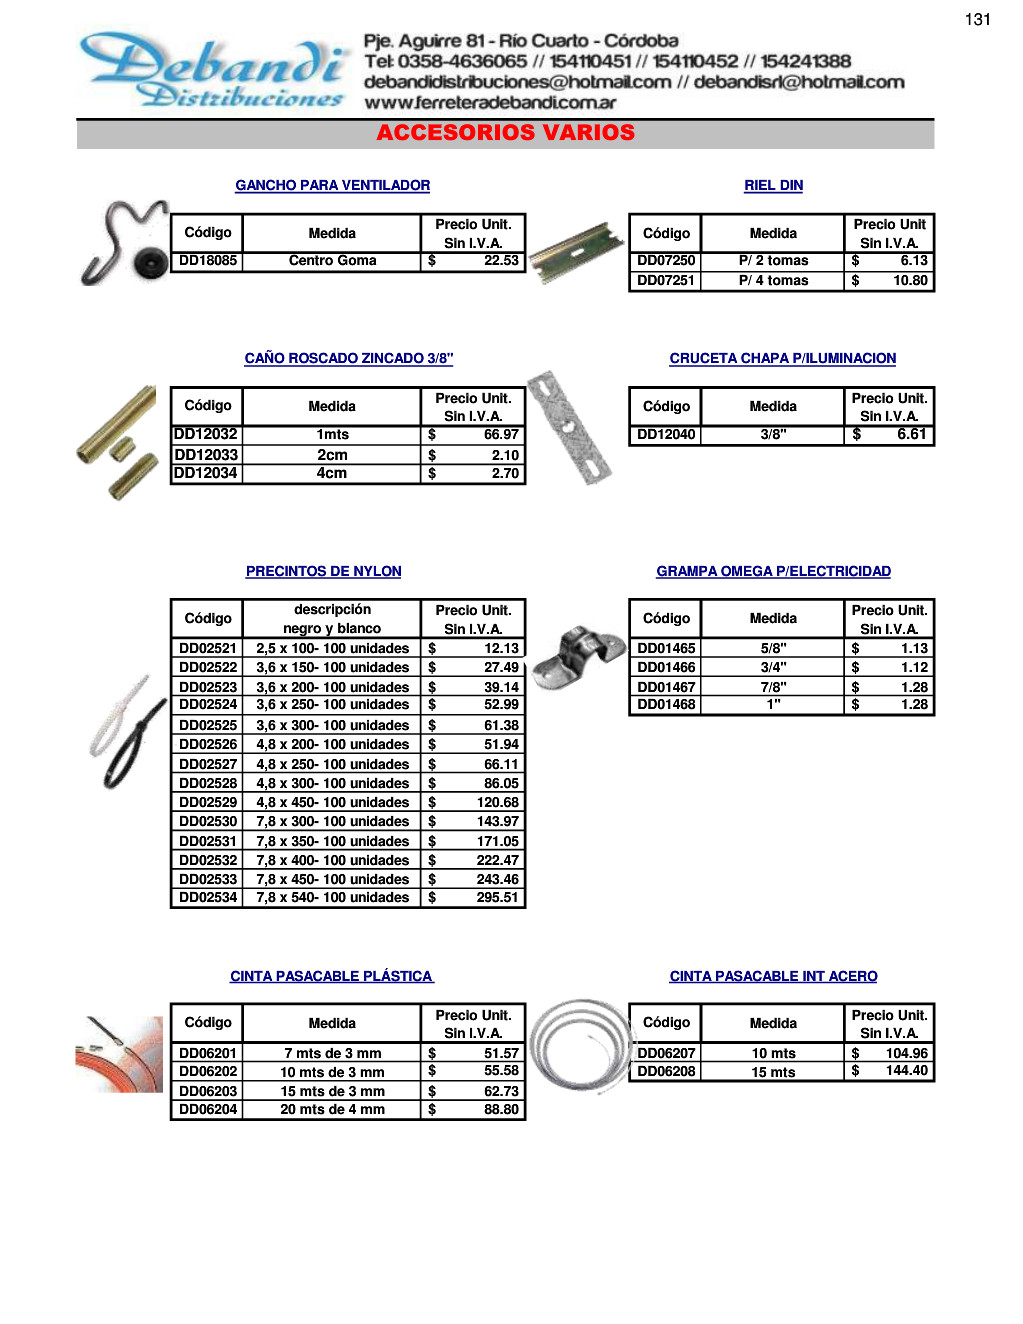 131
Debandi
Distribuciones
Pje. Aguirre 81 - Río Cuarto - Córdoba
Tel: 0358-4636065 // 154110451 // 154110452 // 154241388
debandidistribuciones@hotmail.com // debandisrl@hotmail.com
www.ferreteradebandi.com.ar
ACCESORIOS VARIOS
GANCHO PARA VENTILADOR
Código Medida Precio Unit. Sin I.V.A.
DD18085 Centro Goma $ 22.53
RIEL DIN
Código Medida Precio Unit Sin I.V.A.
DD07250 P/ 2 tomas $ 6.13
DD07251 P/ 4 tomas $ 10.80
CAÑO ROSCADO ZINCADO 3/8"
Código Medida Precio Unit. Sin I.V.A.
DD12032 1mts $ 66.97
DD12033 2cm $ 2.10
DD12034 4cm $ 2.70
CRUCETA CHAPA P/ILUMINACION
Código Medida Precio Unit. Sin I.V.A.
DD12040 3/8" $ 6.61
PRECINTOS DE NYLON
Código descripción negro y blanco Precio Unit. Sin I.V.A.
DD02521 2,5 x 100- 100 unidades $ 12.13
DD02522 3,6 x 150- 100 unidades $ 27.49
DD02523 3,6 x 200- 100 unidades $ 39.14
DD02524 3,6 x 250- 100 unidades $ 52.99
DD02525 3,6 x 300- 100 unidades $ 61.38
DD02526 4,8 x 200- 100 unidades $ 51.94
DD02527 4,8 x 250- 100 unidades $ 66.11
DD02528 4,8 x 300- 100 unidades $ 86.05
DD02529 4,8 x 450- 100 unidades $ 120.68
DD02530 7,8 x 300- 100 unidades $ 143.97
DD02531 7,8 x 350- 100 unidades $ 171.05
DD02532 7,8 x 400- 100 unidades $ 222.47
DD02533 7,8 x 450- 100 unidades $ 243.46
DD02534 7,8 x 540- 100 unidades $ 295.51
GRAMPA OMEGA P/ELECTRICIDAD
Código Medida Precio Unit. Sin I.V.A.
DD01465 5/8" $ 1.13
DD01466 3/4" $ 1.12
DD01467 7/8" $ 1.28
DD01468 1" $ 1.28
CINTA PASACABLE PLÁSTICA
Código Medida Precio Unit. Sin I.V.A.
DD06201 7 mts de 3 mm $ 51.57
DD06202 10 mts de 3 mm $ 55.58
DD06203 15 mts de 3 mm $ 62.73
DD06204 20 mts de 4 mm $ 88.80
CINTA PASACABLE INT ACERO
Código Medida Precio Unit. Sin I.V.A.
DD06207 10 mts $ 104.96
DD06208 15 mts $ 144.40